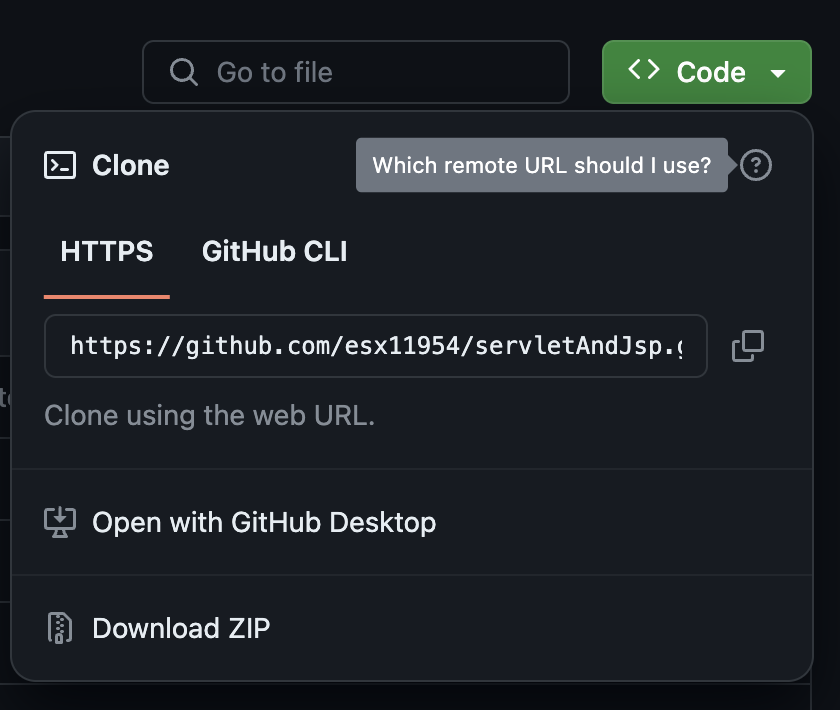 Go to file
<> Code
Clone
Which remote URL should I use?
HTTPS
GitHub CLI
https://github.com/esx11954/servletAndJsp.g
Clone using the web URL.
Open with GitHub Desktop
Download ZIP